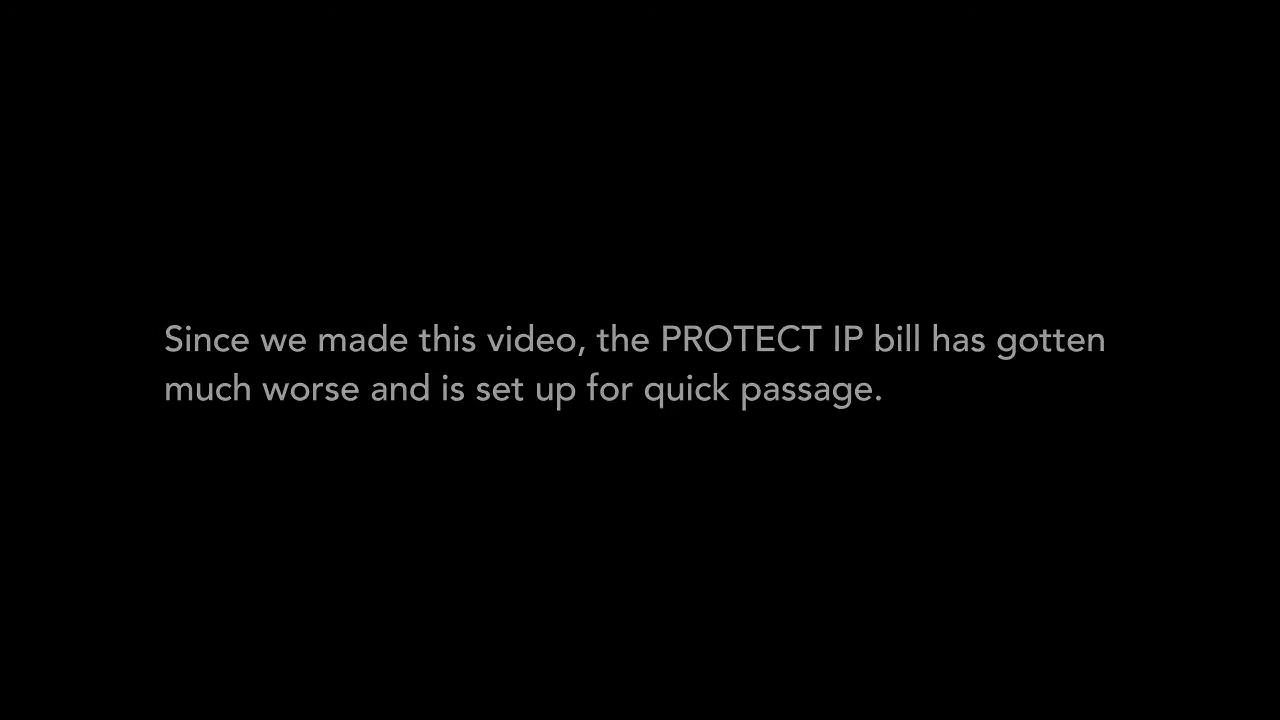 Since we made this video, the PROTECT IP bill has gotten
much worse and is set up for quick passage.